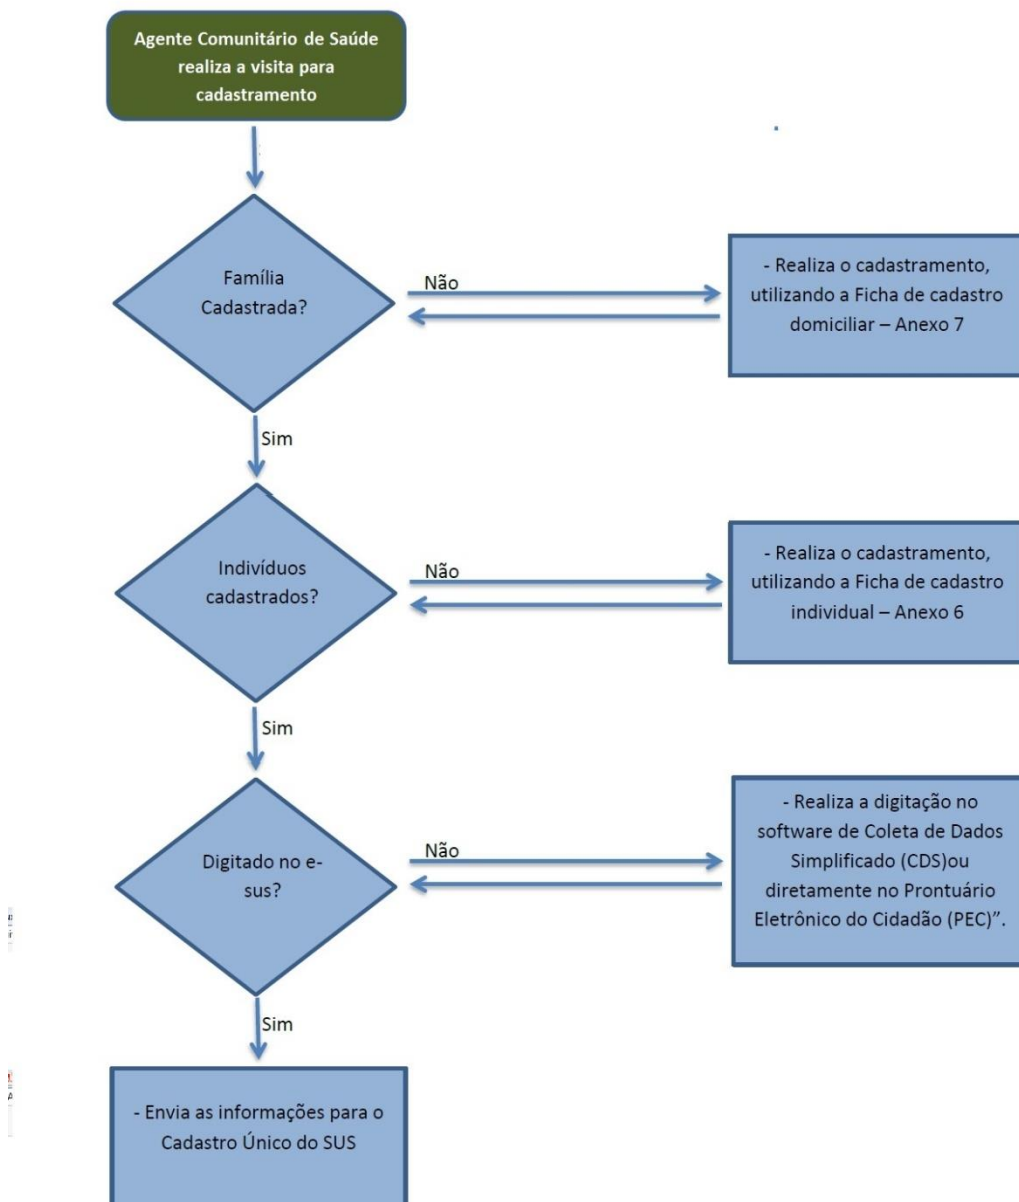 Agente Comunitário de Saúde
realiza a visita para
cadastramento
Família
Cadastrada?
Não
- Realiza o cadastramento,
utilizando a Ficha de cadastro
domiciliar – Anexo 7
Sim
Indivíduos
cadastrados?
Não
- Realiza o cadastramento,
utilizando a Ficha de cadastro
individual – Anexo 6
Sim
Digitado no e-
sus?
Não
- Realiza a digitação no
software de Coleta de Dados
Simplificado (CDS)ou
diretamente no Prontuário
Eletrônico do Cidadão (PEC)”.
Sim
- Envia as informações para o
Cadastro Único do SUS